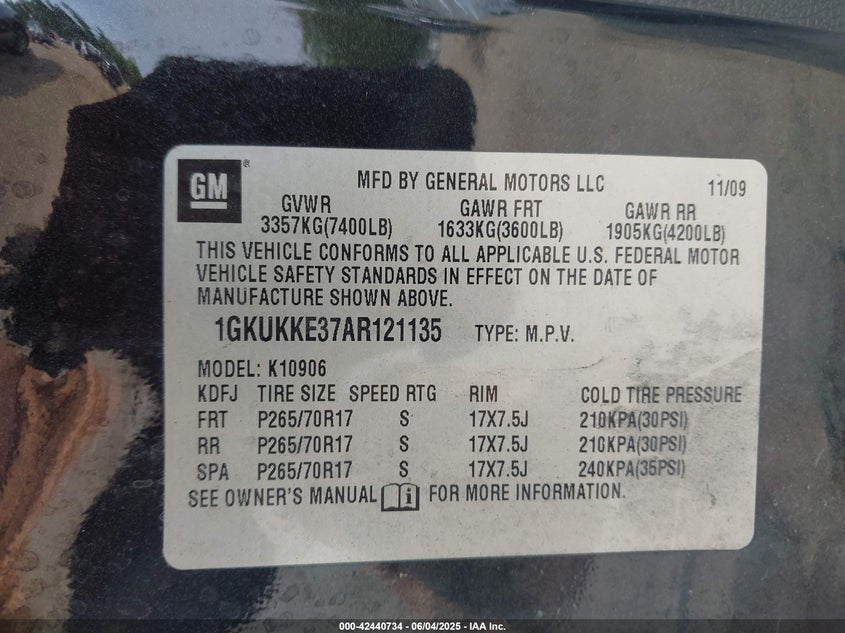 GM ®
MFD BY GENERAL MOTORS LLC 11/09
GVWR GAWR FRT GAWR RR
3357KG(7400LB) 1633KG(3600LB) 1905KG(4200LB)
THIS VEHICLE CONFORMS TO ALL APPLICABLE U.S. FEDERAL MOTOR
VEHICLE SAFETY STANDARDS IN EFFECT ON THE DATE OF
MANUFACTURE SHOWN ABOVE.
1GKUKKE37AR121135 TYPE: M.P.V.
MODEL: K10906
KDFJ TIRE SIZE SPEED RTG RIM COLD TIRE PRESSURE
FRT P265/70R17 S 17X7.5J 210KPA(30PSI)
RR P265/70R17 S 17X7.5J 210KPA(30PSI)
SPA P265/70R17 S 17X7.5J 240KPA(35PSI)
SEE OWNER'S MANUAL i FOR MORE INFORMATION.
000-42440734 - 06/04/2025 - IAA Inc.